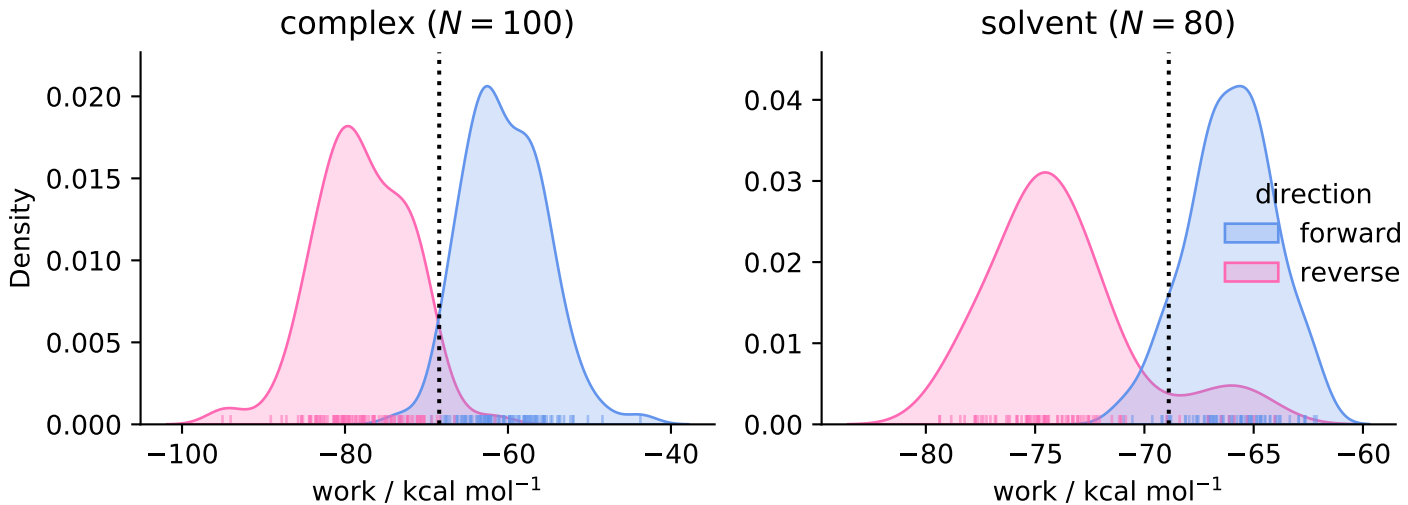 complex (N = 100)
Density
0.020
0.015
0.010
0.005
0.000
−100 −80 −60 −40
work / kcal mol⁻¹
solvent (N = 80)
0.04
0.03
0.02
0.01
0.00
−80 −75 −70 −65 −60
work / kcal mol⁻¹
direction
forward
reverse